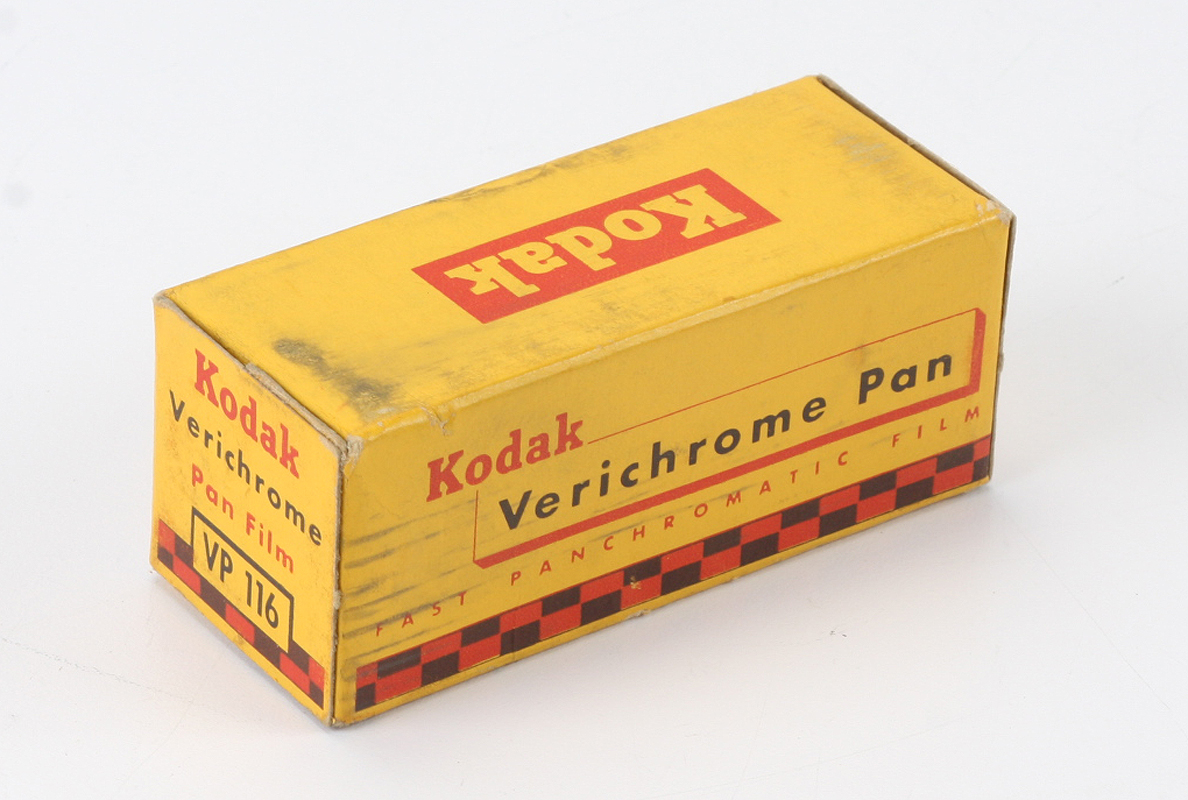 Kodak
Kodak
Verichrome Pan
FAST PANCHROMATIC FILM
Kodak
Verichrome
Pan Film
VP 116